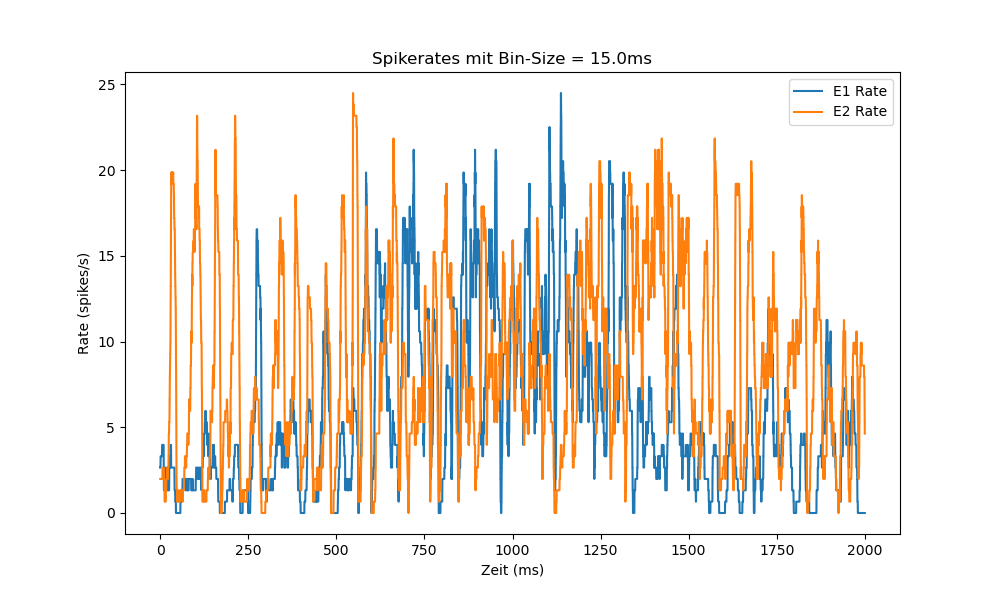 Spikerates mit Bin-Size = 15.0ms
E1 Rate
E2 Rate
Rate (spikes/s)
25
20
15
10
5
0
0 250 500 750 1000 1250 1500 1750 2000
Zeit (ms)